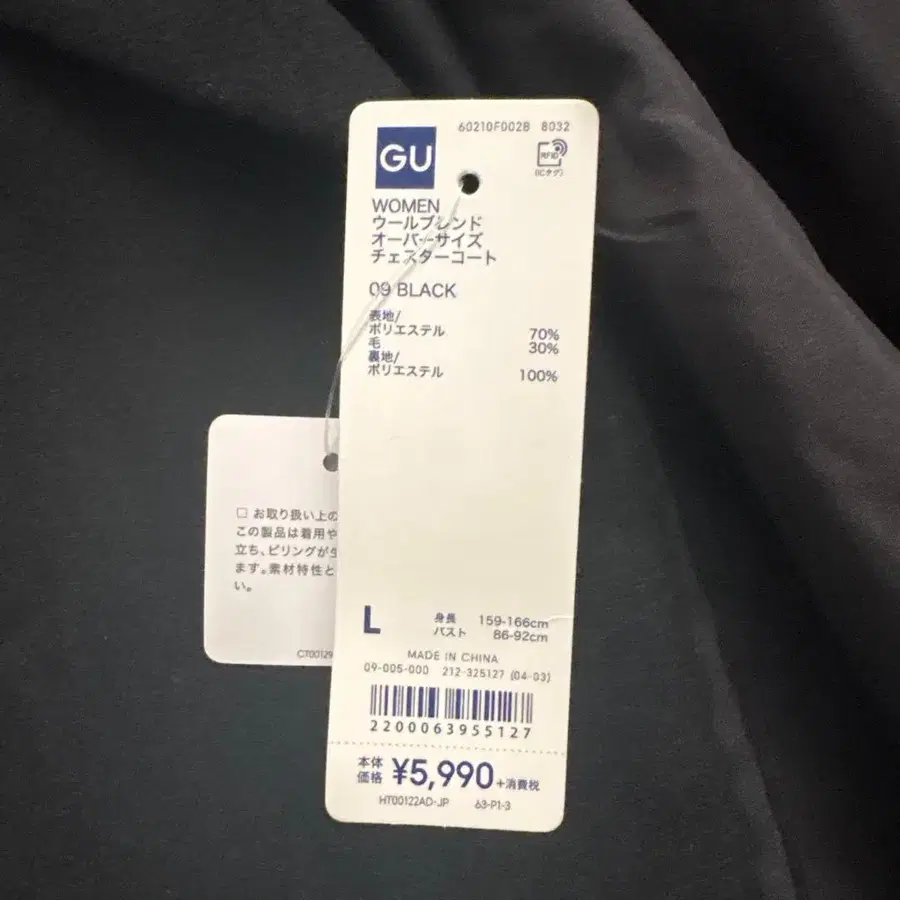 60210F002B 8032
GU
RFID
(ICタグ)
WOMEN
ウールブレンド
オーバーサイズ
チェスターコート
09 BLACK
表地/
ポリエステル 70%
毛 30%
裏地/
ポリエステル 100%
□ お取り扱い上の
この製品は着用や
立ち、ピリングが
ます。素材特性と
い。
CT00129
L 身長 159-166cm
バスト 86-92cm
MADE IN CHINA
09-005-000 212-325127 (04-03)
2200063955127
本体
価格 ¥5,990+消費税
HT00122AD-JP 63-P1-3